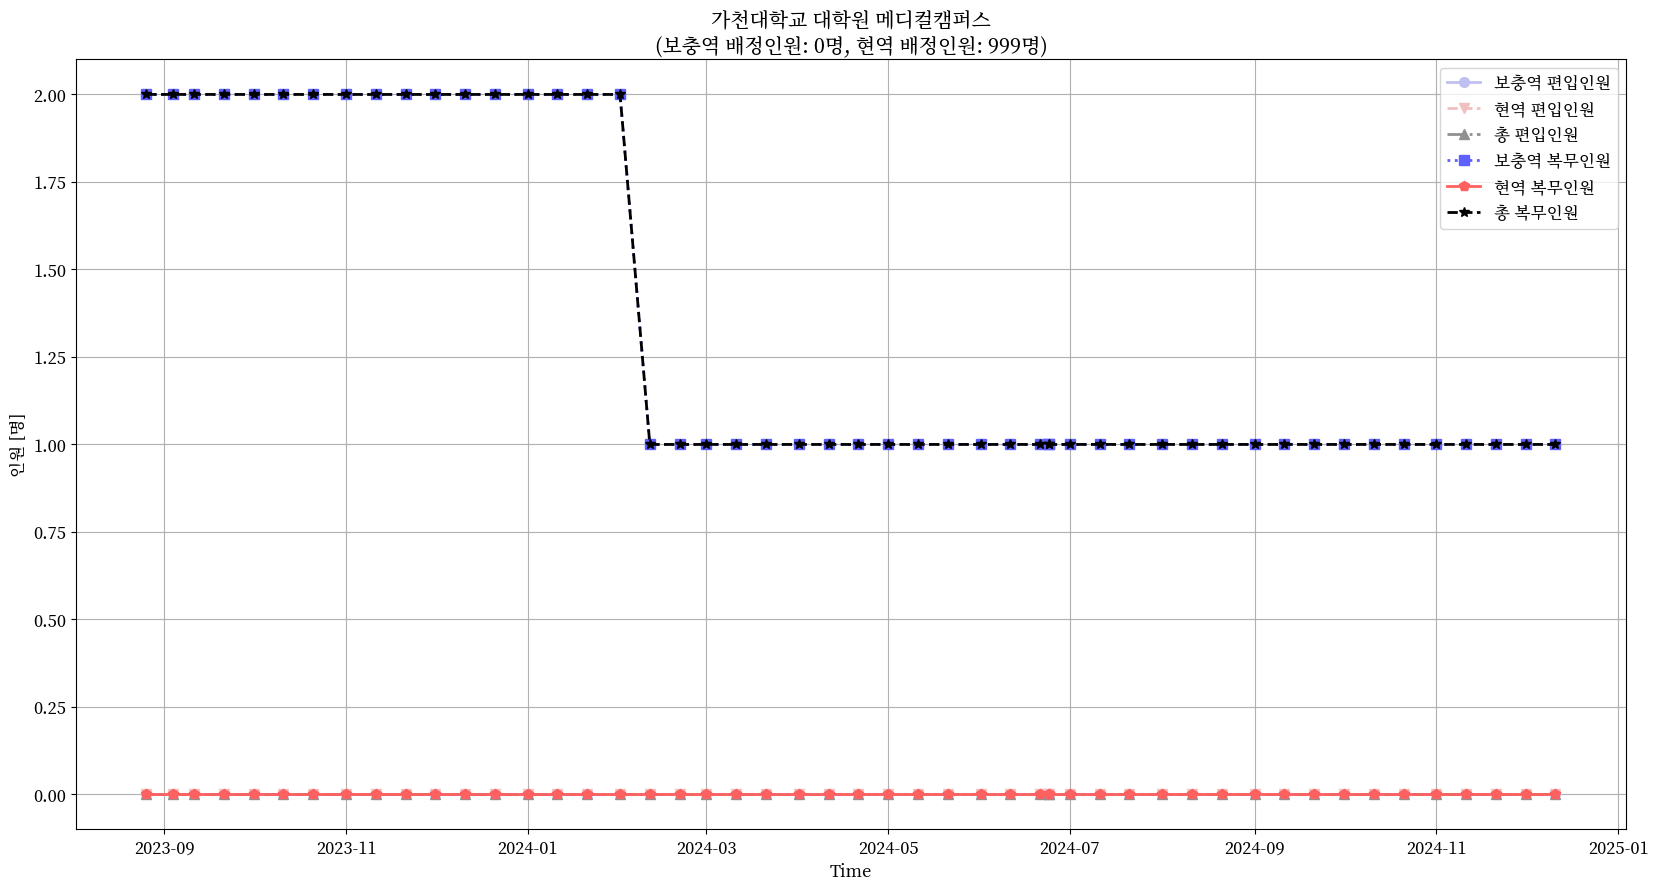 가천대학교 대학원 메디컬캠퍼스
(보충역 배정인원: 0명, 현역 배정인원: 999명)
보충역 편입인원
현역 편입인원
총 편입인원
보충역 복무인원
현역 복무인원
총 복무인원
인원 [명]
2.00
1.75
1.50
1.25
1.00
0.75
0.50
0.25
0.00
2023-09 2023-11 2024-01 2024-03 2024-05 2024-07 2024-09 2024-11 2025-01
Time